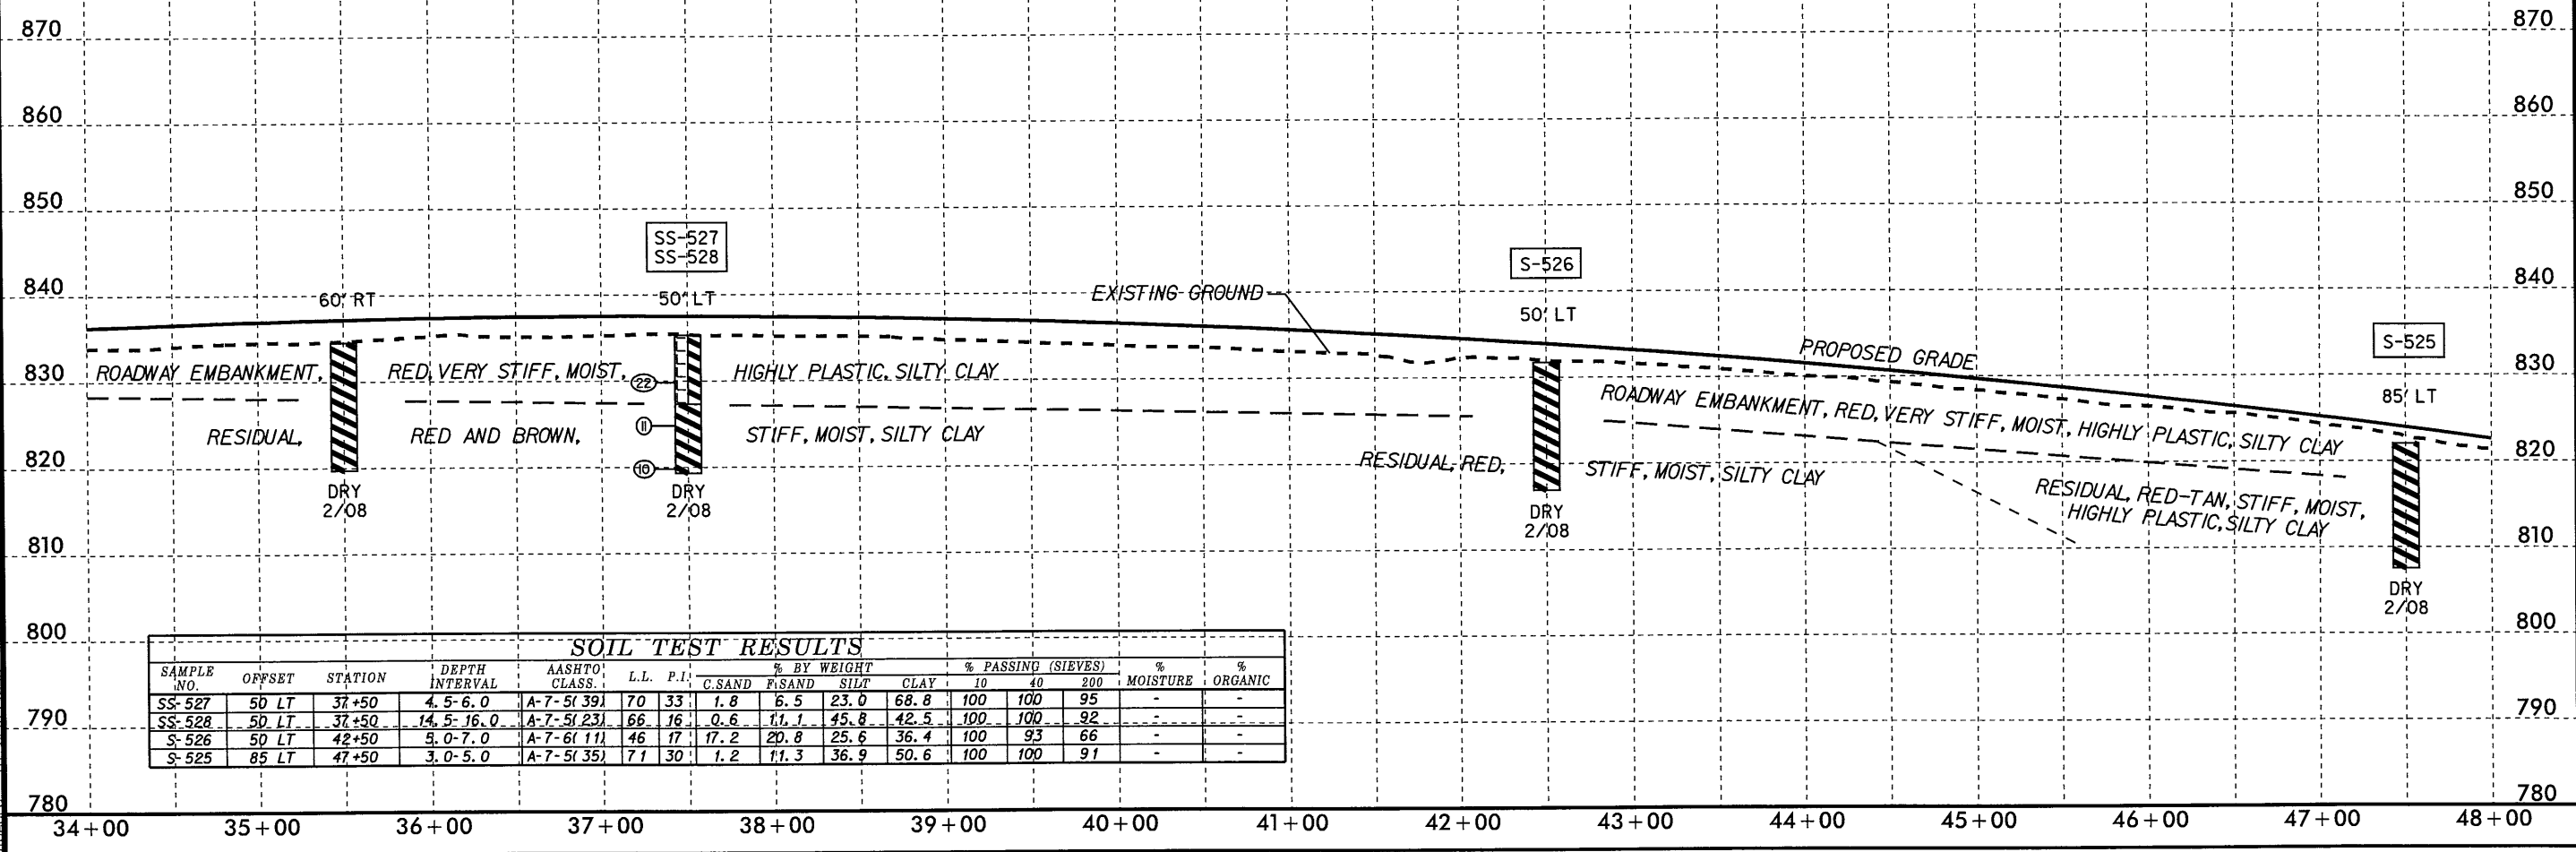 870 870
860 860
850 850
SS-527
SS-528
S-526
840 60' RT 50' LT EXISTING GROUND 50' LT 840
PROPOSED GRADE S-525
830 ROADWAY EMBANKMENT, RED, VERY STIFF, MOIST, 22 HIGHLY PLASTIC, SILTY CLAY 830
85' LT
ROADWAY EMBANKMENT, RED, VERY STIFF, MOIST, HIGHLY PLASTIC, SILTY CLAY
RESIDUAL, RED AND BROWN, 11 STIFF, MOIST, SILTY CLAY
820 10 RESIDUAL, RED, STIFF, MOIST, SILTY CLAY 820
DRY DRY DRY
2/08 2/08 2/08
RESIDUAL, RED-TAN, STIFF, MOIST,
HIGHLY PLASTIC, SILTY CLAY
810 810
DRY
2/08
800 800
SOIL TEST RESULTS
SAMPLE NO. OFFSET STATION DEPTH INTERVAL AASHTO CLASS. L.L. P.I. % BY WEIGHT % PASSING (SIEVES) % MOISTURE % ORGANIC
C.SAND F.SAND SILT CLAY 10 40 200
SS-527 50 LT 37+50 4.5-6.0 A-7-5(39) 70 33 1.8 6.5 23.0 68.8 100 100 95 - -
SS-528 50 LT 37+50 14.5-16.0 A-7-5(23) 66 16 0.6 11.1 45.8 42.5 100 100 92 - -
S-526 50 LT 42+50 5.0-7.0 A-7-6(11) 46 17 17.2 20.8 25.6 36.4 100 93 66 - -
S-525 85 LT 47+50 3.0-5.0 A-7-5(35) 71 30 1.2 11.3 36.9 50.6 100 100 91 - -
790 790
780 780
34+00 35+00 36+00 37+00 38+00 39+00 40+00 41+00 42+00 43+00 44+00 45+00 46+00 47+00 48+00